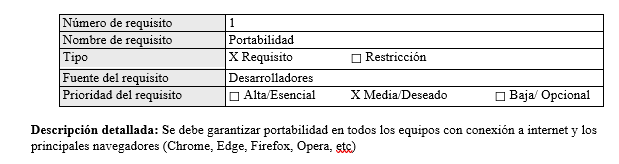 Número de requisito 1
Nombre de requisito Portabilidad
Tipo X Requisito ☐ Restricción
Fuente del requisito Desarrolladores
Prioridad del requisito ☐ Alta/Esencial X Media/Deseado ☐ Baja/ Opcional
Descripción detallada: Se debe garantizar portabilidad en todos los equipos con conexión a internet y los
principales navegadores (Chrome, Edge, Firefox, Opera, etc)